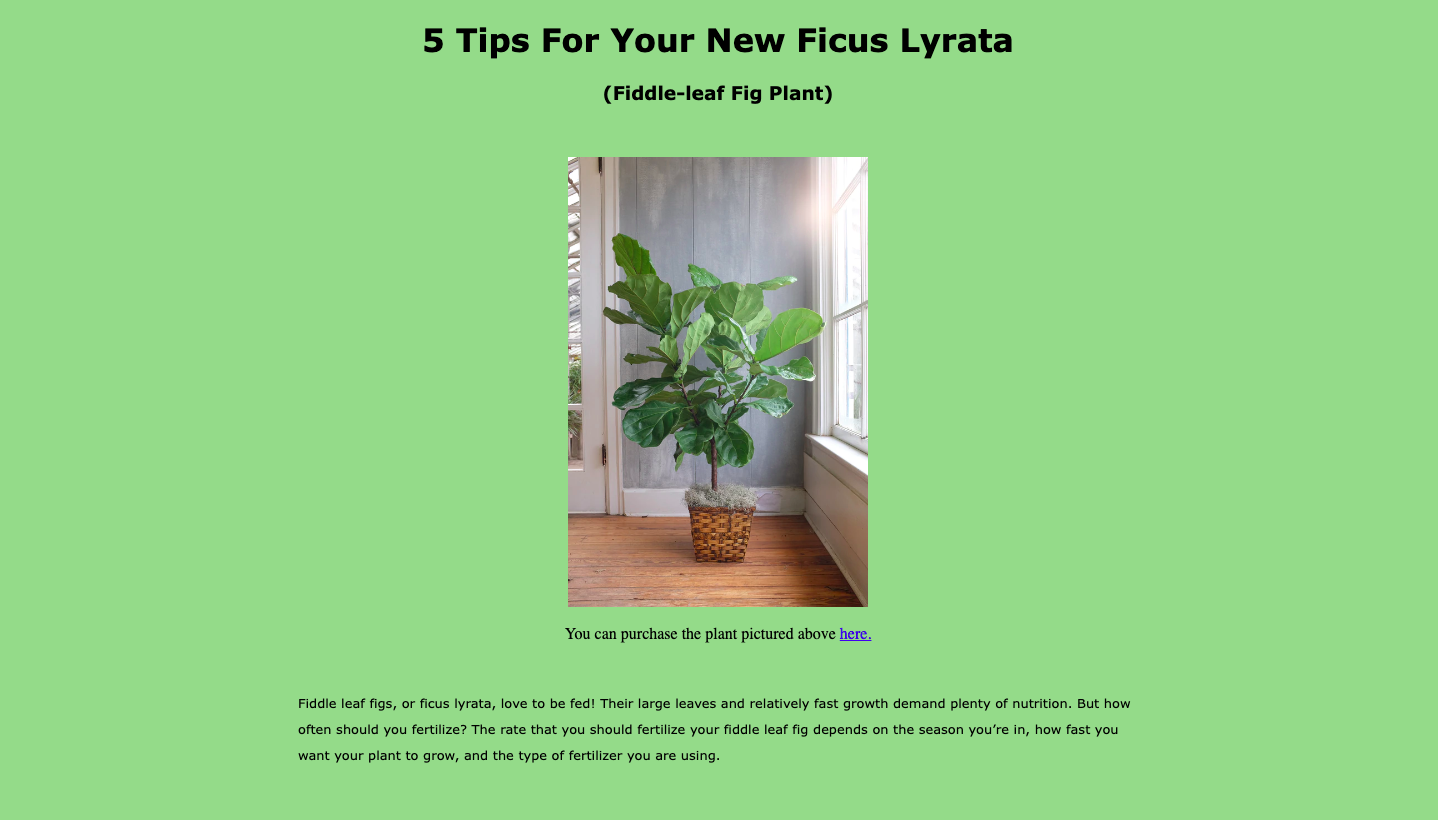 5 Tips For Your New Ficus Lyrata
(Fiddle-leaf Fig Plant)
You can purchase the plant pictured above here.
Fiddle leaf figs, or ficus lyrata, love to be fed! Their large leaves and relatively fast growth demand plenty of nutrition. But how
often should you fertilize? The rate that you should fertilize your fiddle leaf fig depends on the season you’re in, how fast you
want your plant to grow, and the type of fertilizer you are using.